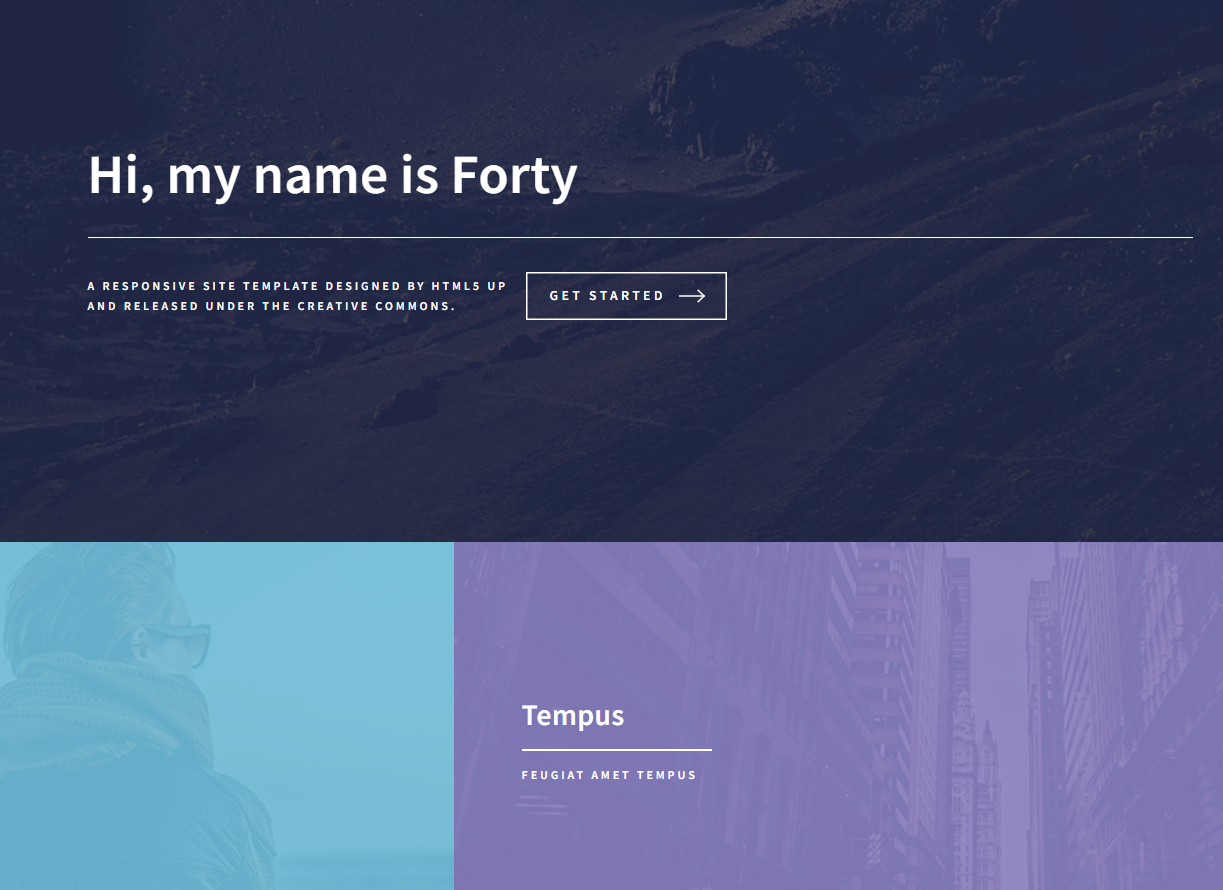 Hi, my name is Forty
A RESPONSIVE SITE TEMPLATE DESIGNED BY HTML5 UP
AND RELEASED UNDER THE CREATIVE COMMONS.
GET STARTED
Tempus
FEUGIAT AMET TEMPUS